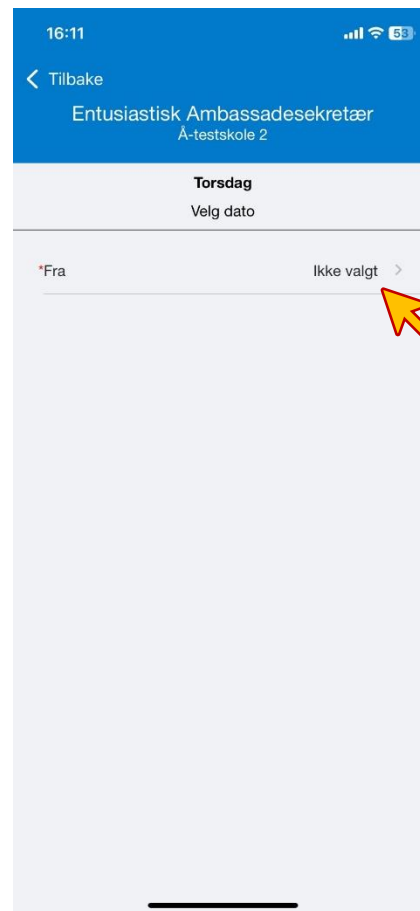 16:11
53
Tilbake
Entusiastisk Ambassadesekretær
Å-testskole 2
Torsdag
Velg dato
*Fra Ikke valgt